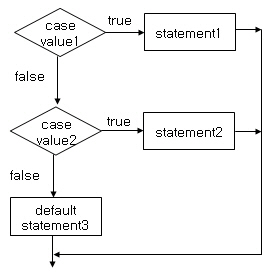 case
value1
true
statement1
false
case
value2
true
statement2
false
default
statement3